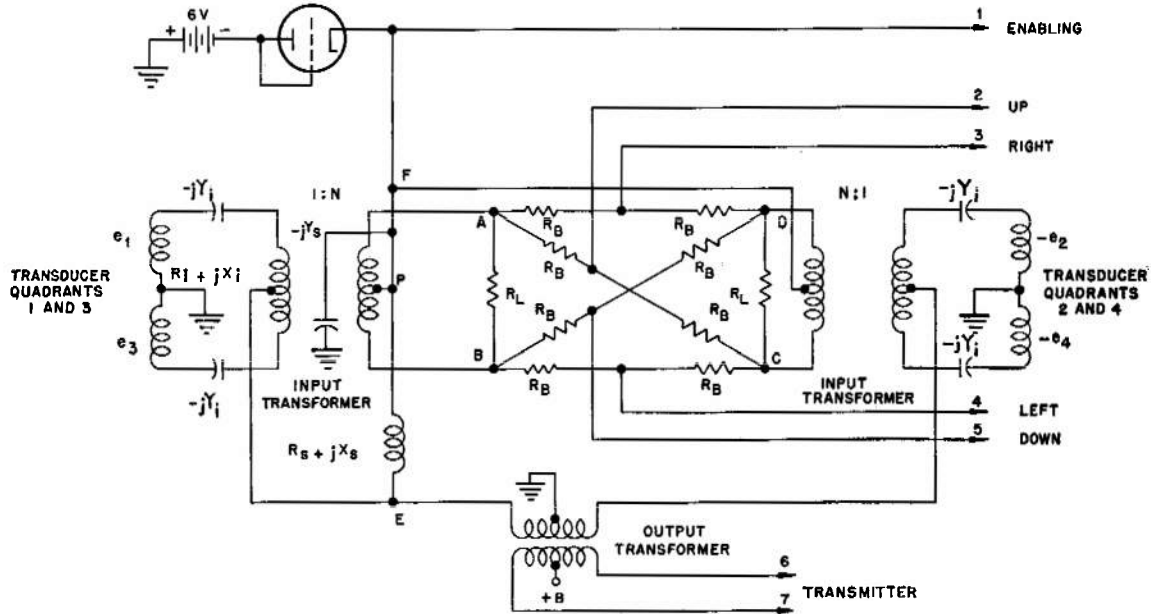 6V
+ -
1
ENABLING
2
UP
3
RIGHT
F
-jYi
1:N
N:1
-jYi
A
RB
RB
D
e1
-jYs
RB
RB
-e2
TRANSDUCER
QUADRANTS
1 AND 3
Ri + jXi
P
RL
RL
TRANSDUCER
QUADRANTS
2 AND 4
RB
RB
e3
-jYi
-e4
B
C
RB
RB
-jYi
INPUT
TRANSFORMER
INPUT
TRANSFORMER
4
LEFT
5
DOWN
Rs + jXs
E
OUTPUT
TRANSFORMER
+B
6
7
TRANSMITTER